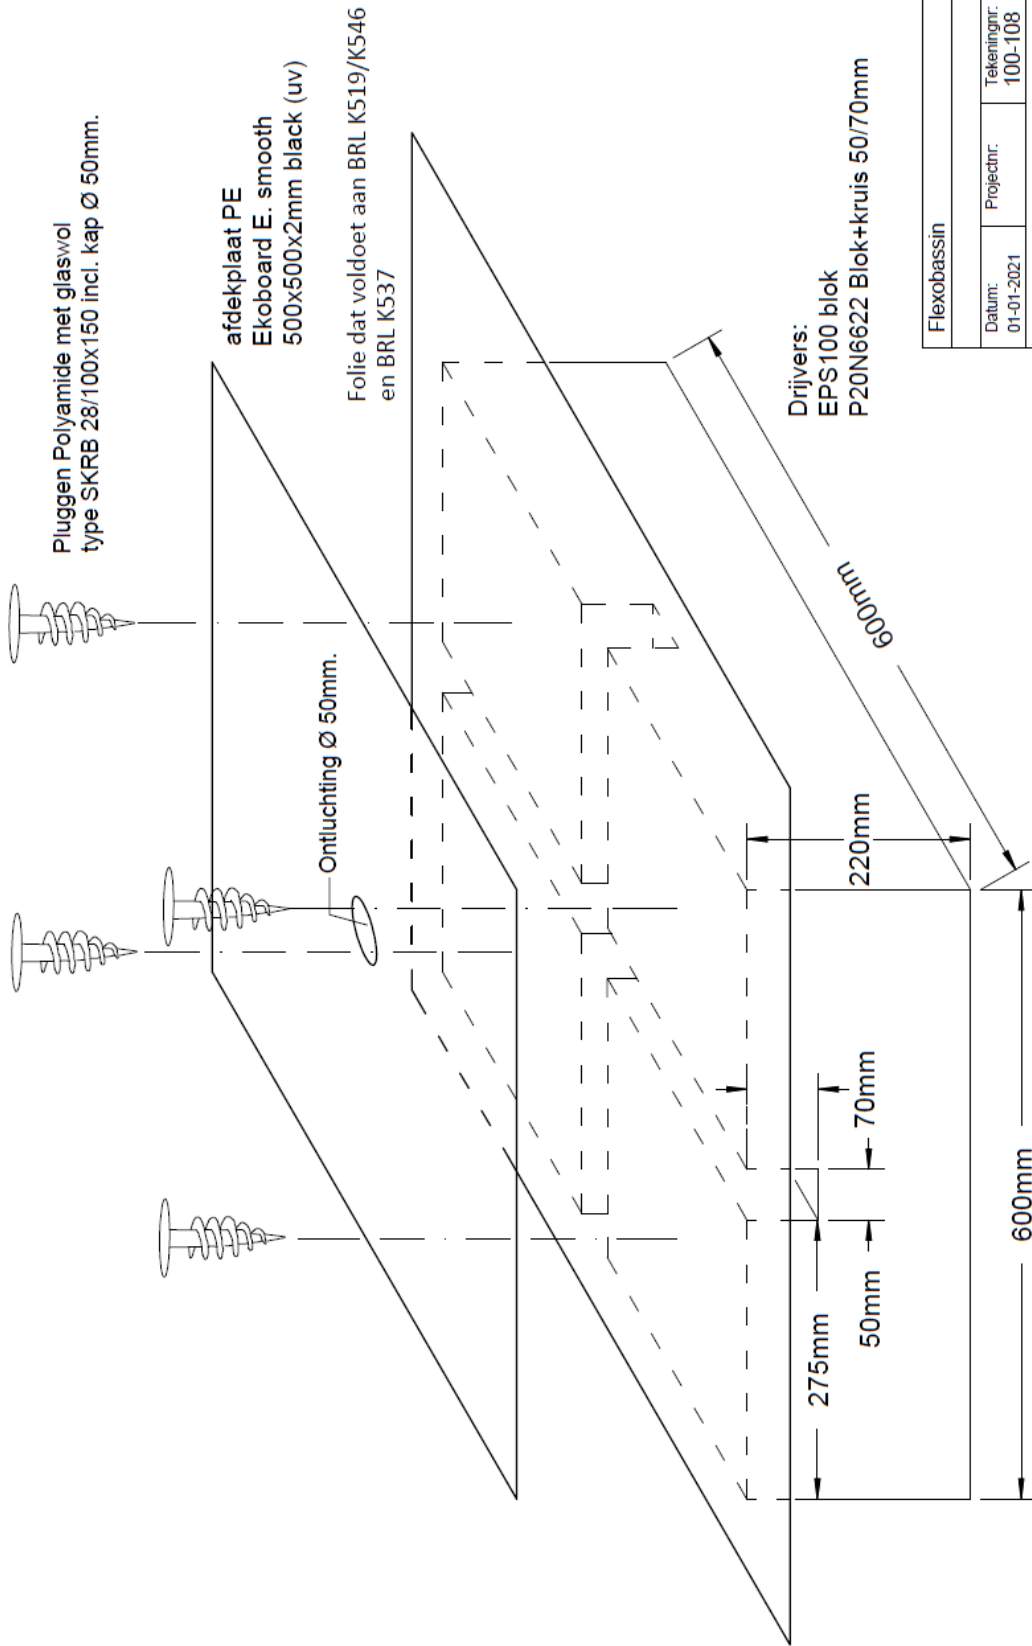 Pluggen Polyamide met glaswol
type SKRB 28/100x150 incl. kap Ø 50mm.
afdekplaat PE
Ekoboard E. smooth
500x500x2mm black (uv)
Folie dat voldoet aan BRL K519/K546
en BRL K537
Ontluchting Ø 50mm.
Drijvers:
EPS100 blok
P20N6622 Blok+kruis 50/70mm
600mm
220mm
70mm
50mm
275mm
600mm
Flexobassin
Datum:
01-01-2021
Projectnr:
Tekeningnr:
100-108